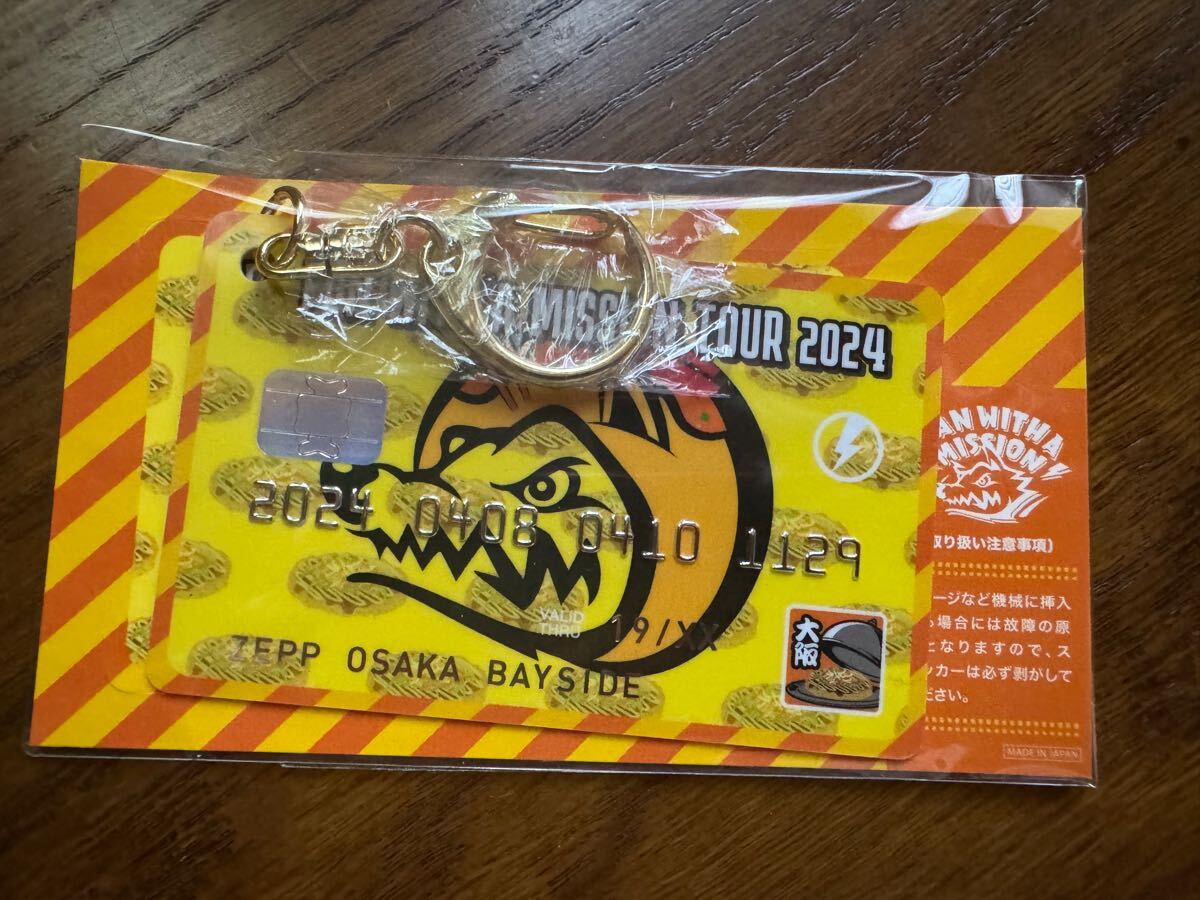 A MISSION TOUR 2024
2024 0408 0410 1129
VALID
THRU
19/XX
ZEPP OSAKA BAYSIDE
大阪
AN WITH A
MISSION
取り扱い注意事項]
ージなど機械に挿入
場合には故障の原
となりますので、ス
ッカーは必ず剥がして
ださい。
MADE IN JAPAN